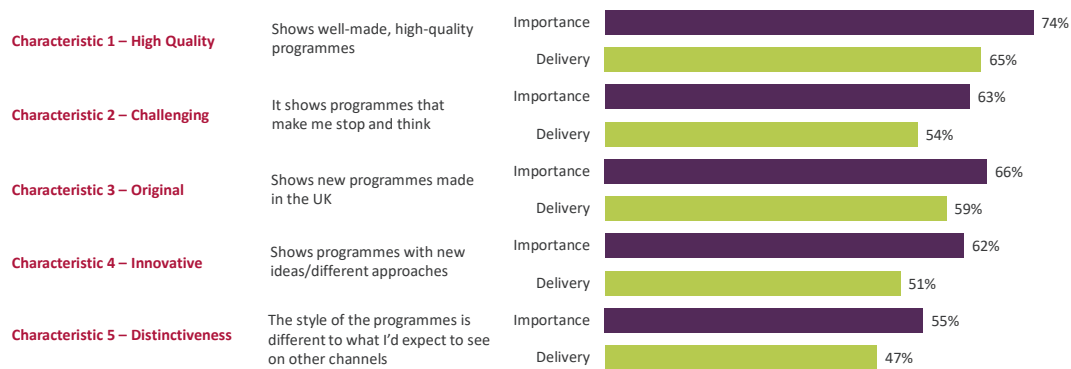 Characteristic 1 – High Quality
Shows well-made, high-quality
programmes
Importance
74%
Delivery
65%
Characteristic 2 – Challenging
It shows programmes that
make me stop and think
Importance
63%
Delivery
54%
Characteristic 3 – Original
Shows new programmes made
in the UK
Importance
66%
Delivery
59%
Characteristic 4 – Innovative
Shows programmes with new
ideas/different approaches
Importance
62%
Delivery
51%
Characteristic 5 – Distinctiveness
The style of the programmes is
different to what I'd expect to see
on other channels
Importance
55%
Delivery
47%